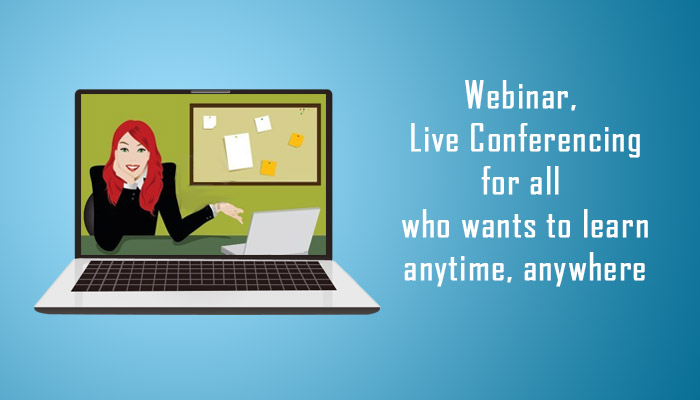 Webinar,
Live Conferencing
for all
who wants to learn
anytime, anywhere